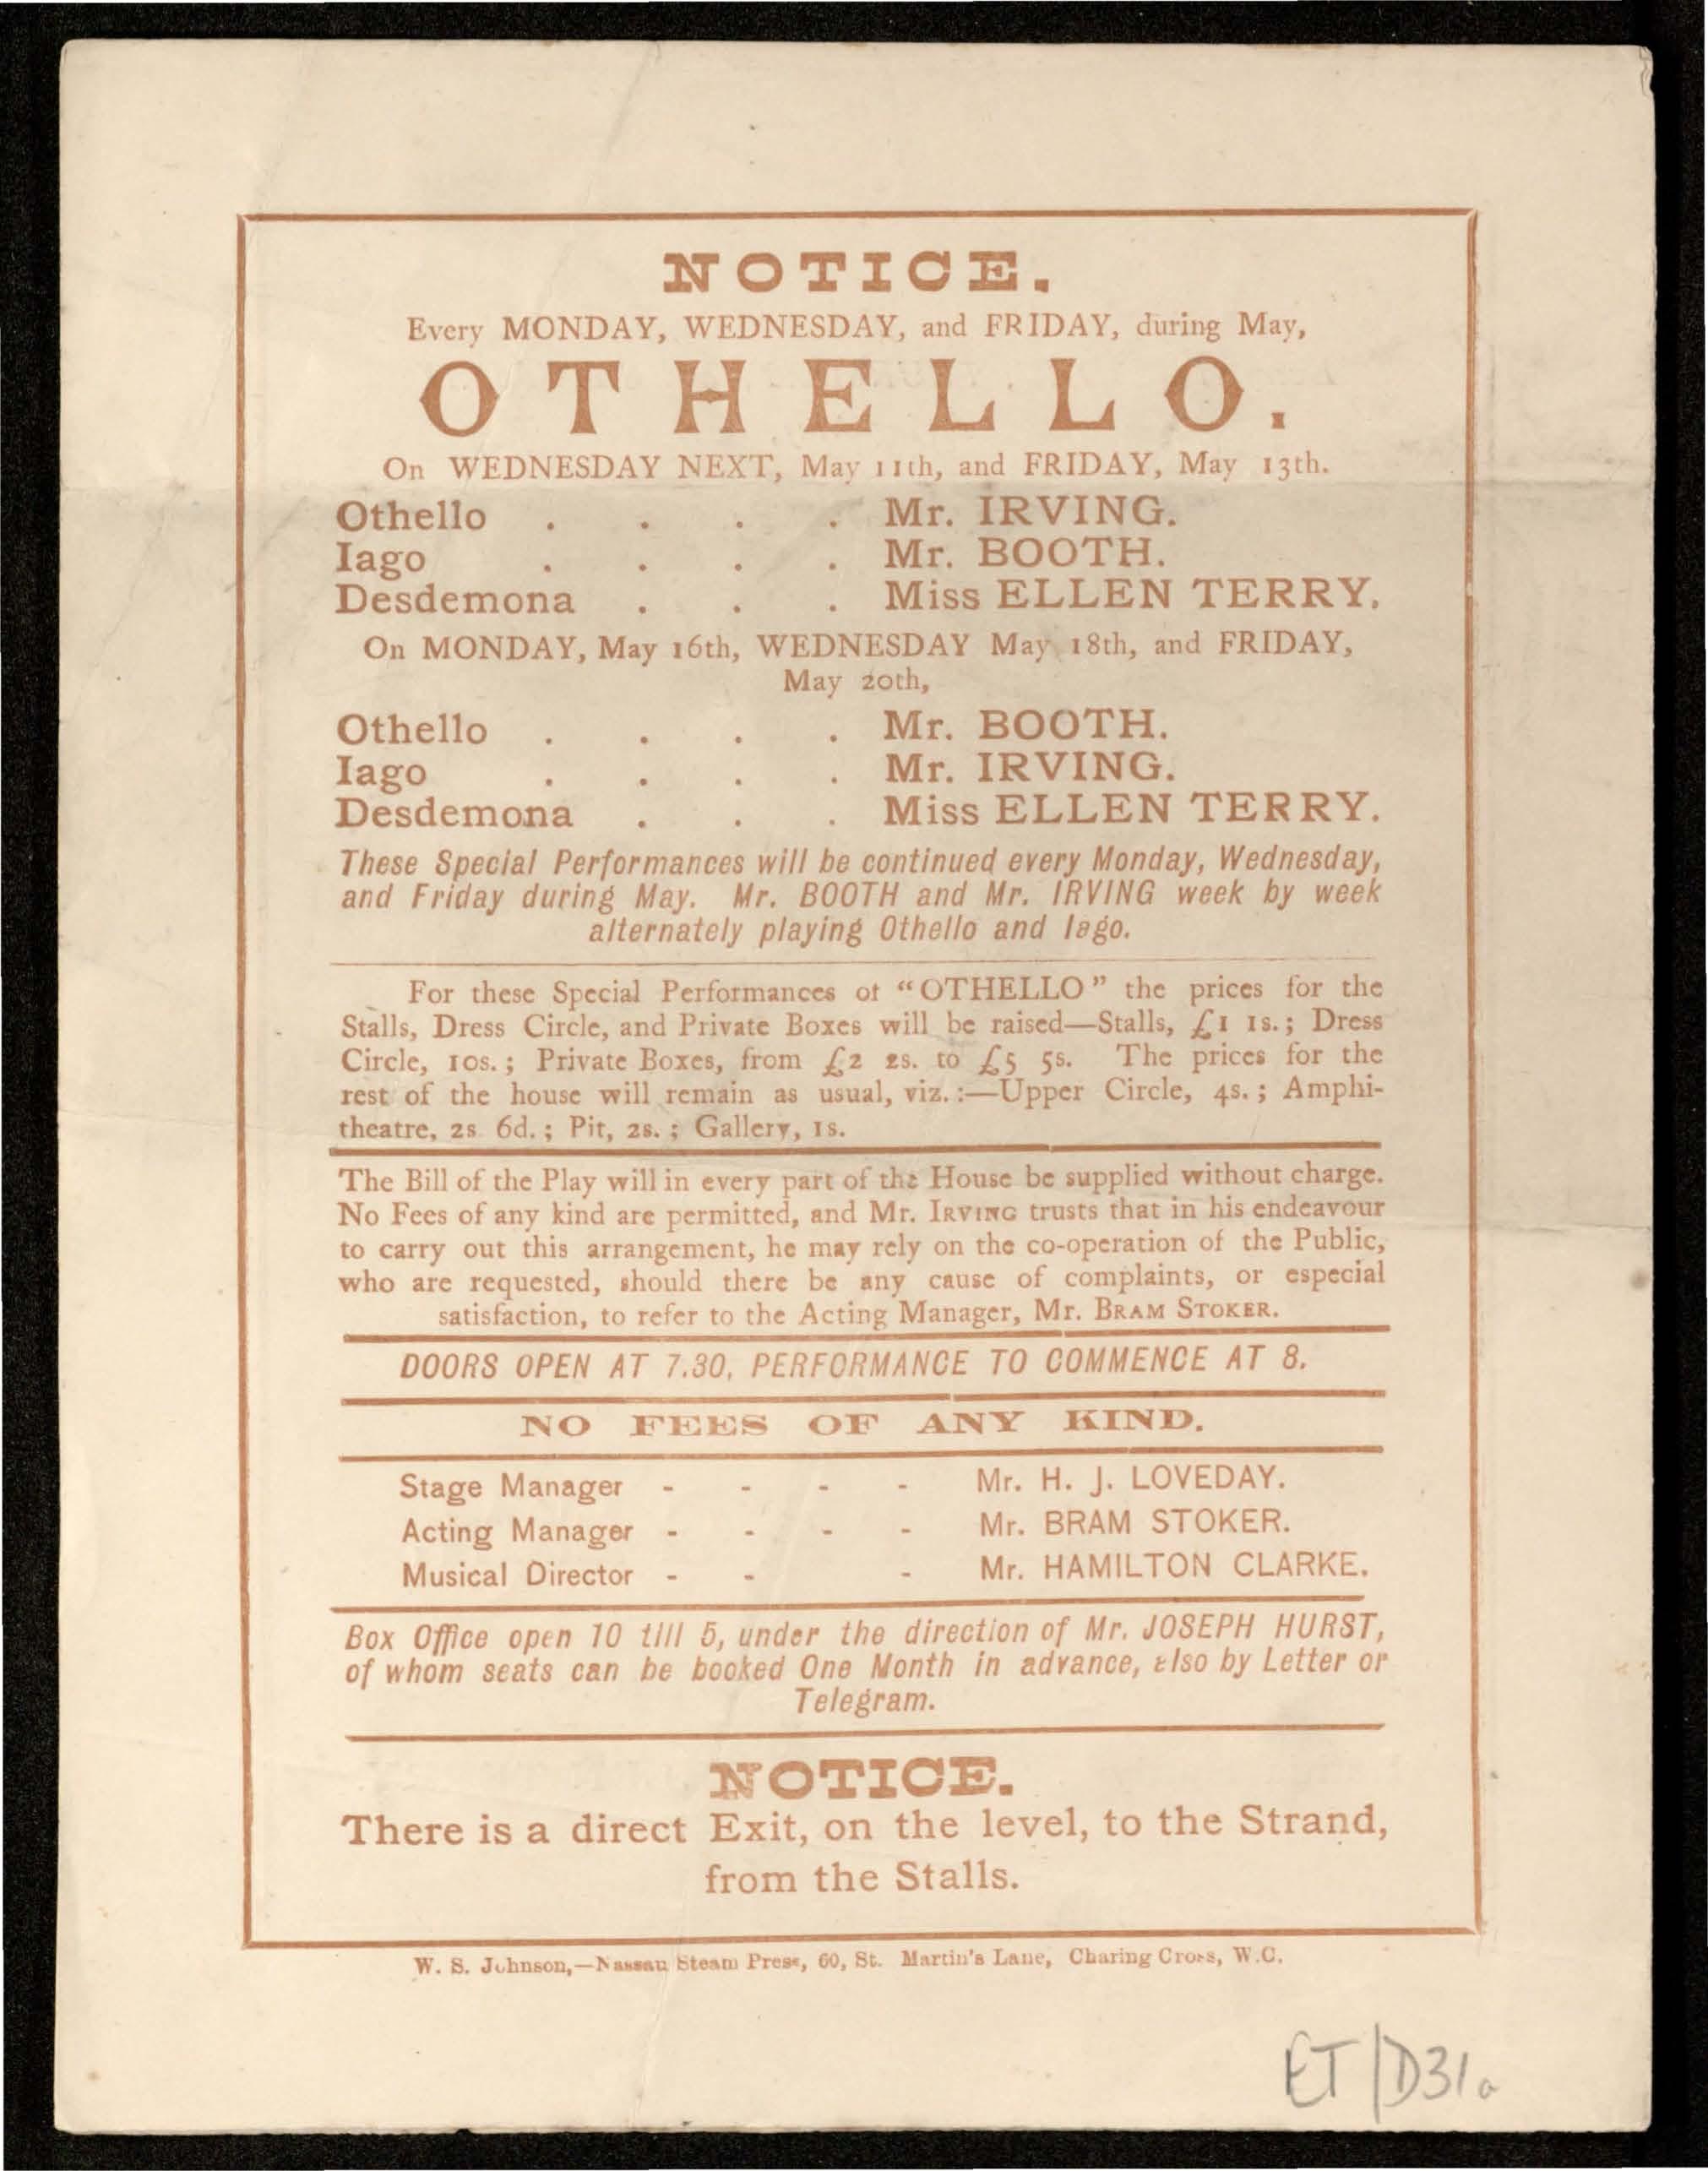 NOTICE.
Every MONDAY, WEDNESDAY, and FRIDAY, during May,
OTHELLO.
On WEDNESDAY NEXT, May 11th, and FRIDAY, May 13th.
Othello . . . . Mr. IRVING.
Iago . . . . Mr. BOOTH.
Desdemona . . . Miss ELLEN TERRY.
On MONDAY, May 16th, WEDNESDAY May 18th, and FRIDAY,
May 20th,
Othello . . . . Mr. BOOTH.
Iago . . . . Mr. IRVING.
Desdemona . . . Miss ELLEN TERRY.
These Special Performances will be continued every Monday, Wednesday,
and Friday during May. Mr. BOOTH and Mr. IRVING week by week
alternately playing Othello and Iago.
For these Special Performances of "OTHELLO" the prices for the
Stalls, Dress Circle, and Private Boxes will be raised—Stalls, £1 1s.; Dress
Circle, 10s.; Private Boxes, from £2 2s. to £5 5s. The prices for the
rest of the house will remain as usual, viz.:—Upper Circle, 4s.; Amphi-
theatre, 2s 6d.; Pit, 2s.; Gallery, 1s.
The Bill of the Play will in every part of the House be supplied without charge.
No Fees of any kind are permitted, and Mr. IRVING trusts that in his endeavour
to carry out this arrangement, he may rely on the co-operation of the Public,
who are requested, should there be any cause of complaints, or especial
satisfaction, to refer to the Acting Manager, Mr. BRAM STOKER.
DOORS OPEN AT 7.30, PERFORMANCE TO COMMENCE AT 8.
NO FEES OF ANY KIND.
Stage Manager - - - - Mr. H. J. LOVEDAY.
Acting Manager - - - - Mr. BRAM STOKER.
Musical Director - - - Mr. HAMILTON CLARKE.
Box Office open 10 till 5, under the direction of Mr. JOSEPH HURST,
of whom seats can be booked One Month in advance, also by Letter or
Telegram.
NOTICE.
There is a direct Exit, on the level, to the Strand,
from the Stalls.
W. S. Johnson,—Nassau Steam Press, 60, St. Martin's Lane, Charing Cross, W.C.
ET/D31a